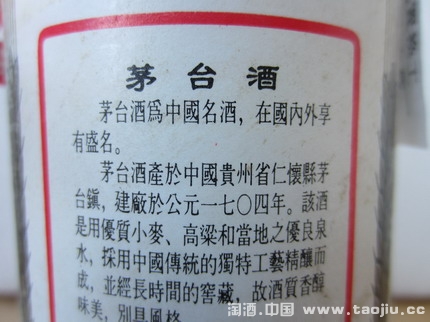 茅台酒
茅台酒爲中國名酒，在國內外享
有盛名。
茅台酒產於中國貴州省仁懷縣茅
台鎭，建廠於公元一七〇四年。該酒
是用優質小麥、高粱和當地之優良泉
水，採用中國傳統的獨特工藝精釀而
成，並經長時間的窖藏，故酒質香醇
味美，別具風格
淘酒.中国 www.taojiu.cc